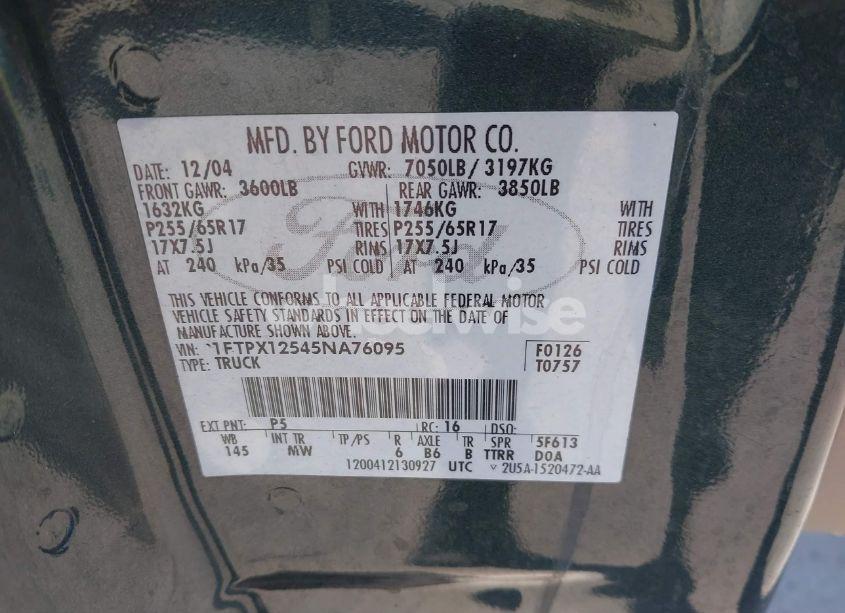 MFD. BY FORD MOTOR CO.
DATE: 12/04 GVWR: 7050LB/ 3197KG
FRONT GAWR: 3600LB REAR GAWR: 3850LB
1632KG WITH 1746KG WITH
P255/65R17 TIRES P255/65R17 TIRES
17X7.5J RIMS 17X7.5J RIMS
AT 240 kPa/35 PSI COLD AT 240 kPa/35 PSI COLD
Ford
THIS VEHICLE CONFORMS TO ALL APPLICABLE FEDERAL MOTOR
VEHICLE SAFETY STANDARDS IN EFFECT ON THE DATE OF
MANUFACTURE SHOWN ABOVE.
VIN: 1FTPX12545NA76095 F0126
TYPE: TRUCK T0757
EXT PNT: P5 RC: 16 DSO:
WB INT TR TP/PS R AXLE TR SPR 5F613
145 MW 6 B6 B TTRR DOA
1200412130927 UTC 2U5A-1520472-AA